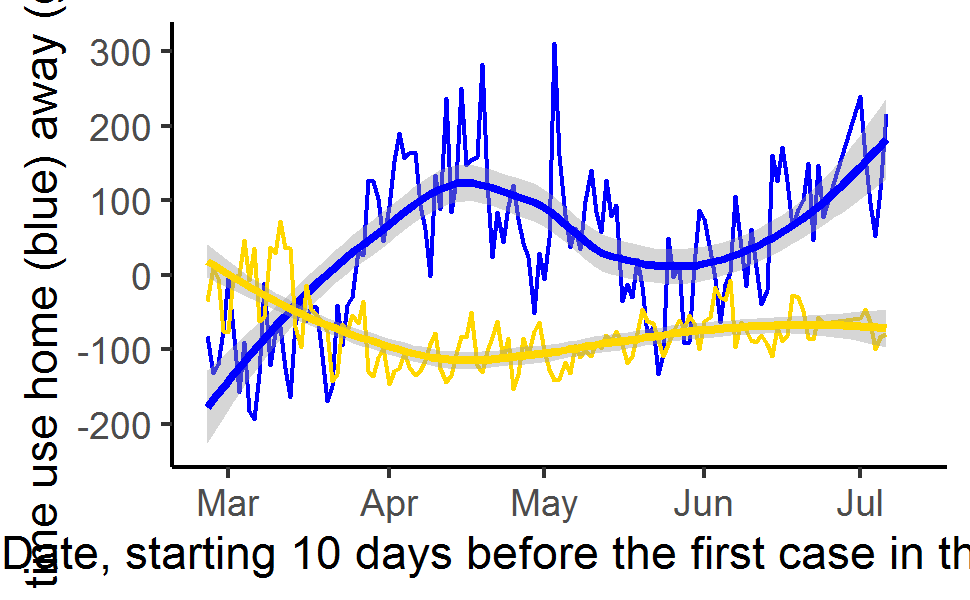 time use home (blue) away (
300
200
100
0
-100
-200
Mar Apr May Jun Jul
Date, starting 10 days before the first case in th